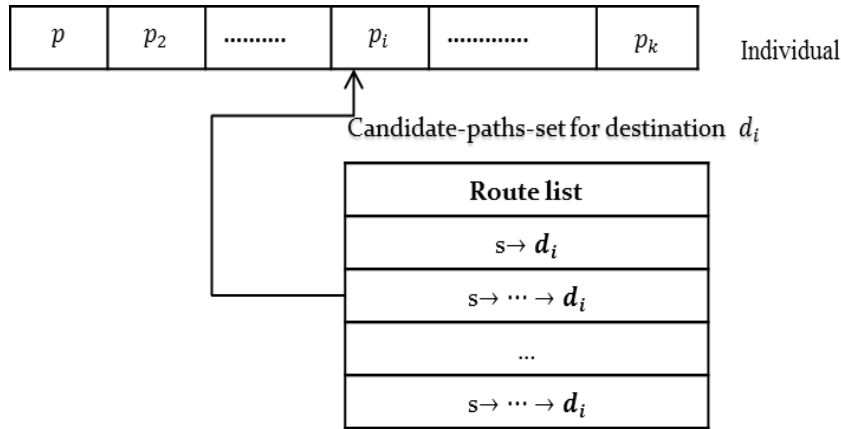 p p₂ .......... pᵢ ............. pₖ Individual
Candidate-paths-set for destination dᵢ
Route list
s→ dᵢ
s→ ⋯ → dᵢ
...
s→ ⋯ → dᵢ